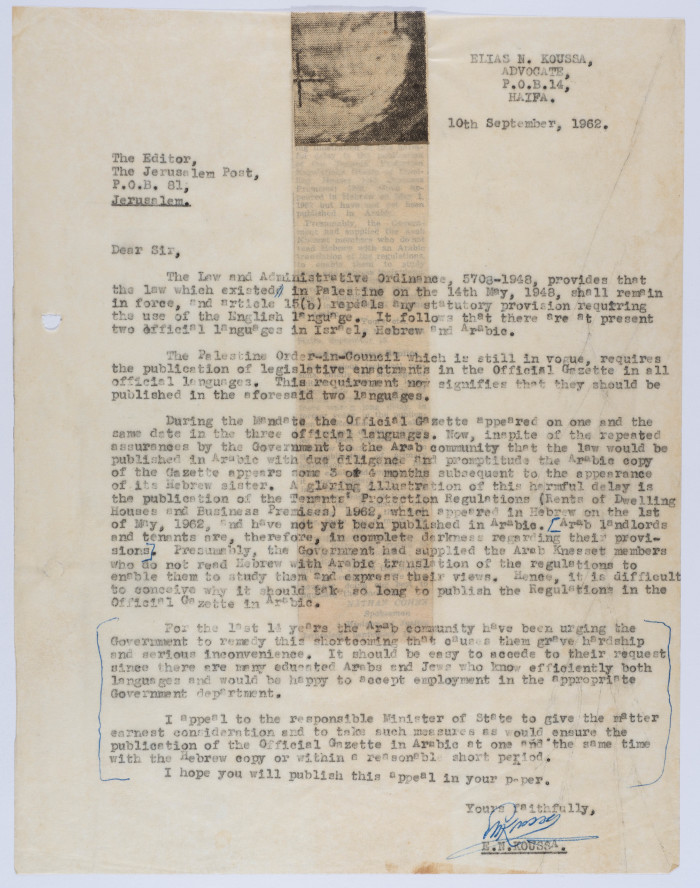 ELIAS N. KOUSSA,
ADVOCATE,
P.O.B.14,
HAIFA.
10th September, 1962.
The Editor,
The Jerusalem Post,
P.O.B. 81,
Jerusalem.
Dear Sir,
The Law and Administrative Ordinance, 5708-1948, provides that
the law which existed in Palestine on the 14th May, 1948, shall remain
in force, and article 15(b) repeals any statutory provision requiring
the use of the English language. It follows that there are at present
two official languages in Israel, Hebrew and Arabic.
The Palestine Order-in-Council which is still in vogue, requires
the publication of legislative enactments in the Official Gazette in all
official languages. This requirement now signifies that they should be
published in the aforesaid two languages.
During the Mandate the Official Gazette appeared on one and the
same date in the three official languages. Now, inspite of the repeated
assurances by the Government to the Arab community that the law would be
published in Arabic with due diligance and promptitude the Arabic copy
of the Gazette appears some 3 or 4 months subsequent to the appearance
of its Hebrew sister. A glaring illustration of this harmful delay is
the publication of the Tenants' Protection Regulations (Rents of Dwelling
Houses and Business Premises) 1962, which appeared in Hebrew on the 1st
of May, 1962, and have not yet been published in Arabic. [Arab landlords
and tenants are, therefore, in complete darkness regarding their provi-
sions]. Presumably, the Government had supplied the Arab Knesset members
who do not read Hebrew with Arabic translation of the regulations to
enable them to study them and express their views. Hence, it is difficult
to conceive why it should take so long to publish the Regulations in the
Official Gazette in Arabic.
For the last 14 years the Arab community have been urging the
Government to remedy this shortcoming that causes them grave hardship
and serious inconvenience. It should be easy to accede to their request
since there are many educated Arabs and Jews who know efficiently both
languages and would be happy to accept employment in the appropriate
Government department.
I appeal to the responsible Minister of State to give the matter
earnest consideration and to take such measures as would ensure the
publication of the Official Gazette in Arabic at one and the same time
with the Hebrew copy or within a reasonable short period.
I hope you will publish this appeal in your paper.
Yours Faithfully,
E.N.KOUSSA.